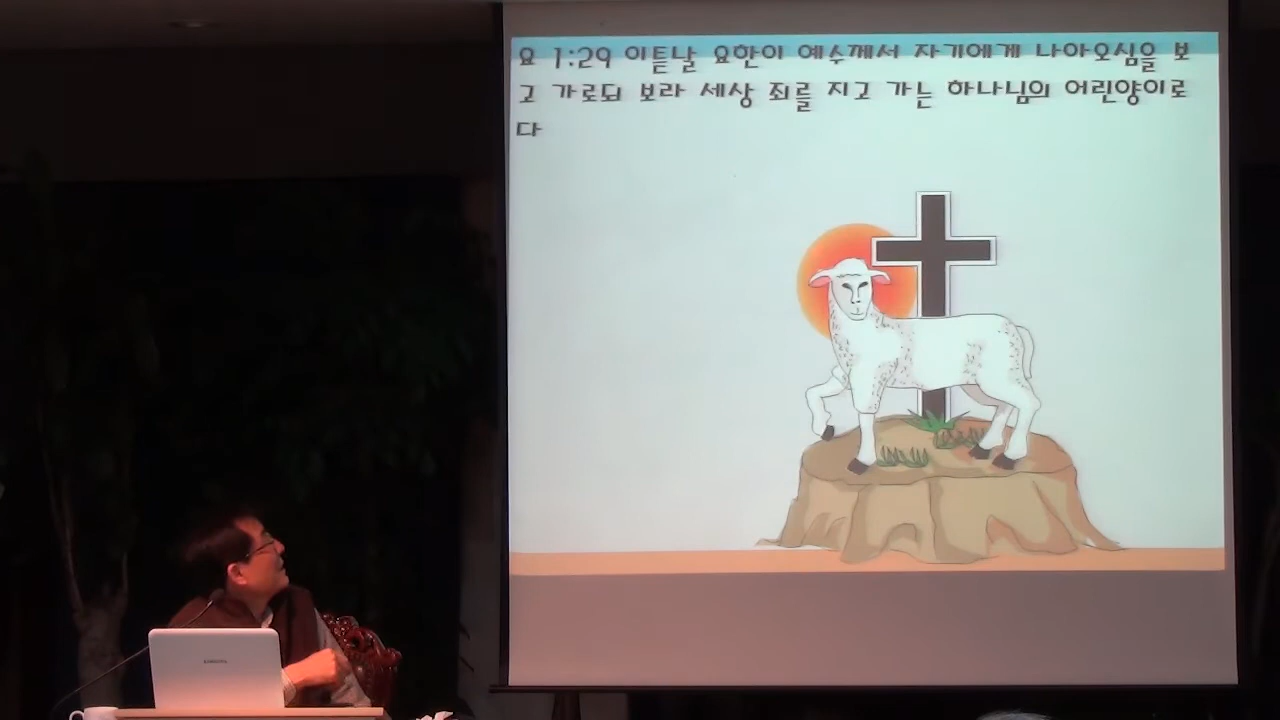 요 1:29 이튿날 요한이 예수께서 자기에게 나아오심을 보
고 가로되 보라 세상 죄를 지고 가는 하나님의 어린양이로
다
SAMSUNG